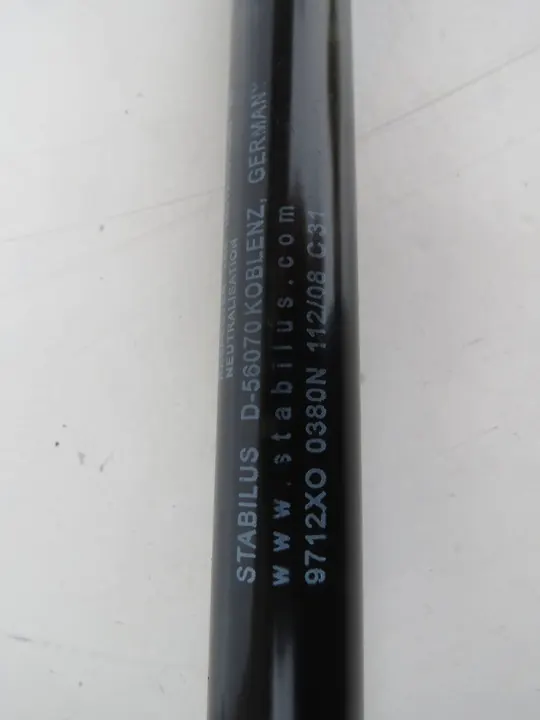 NEUTRALISATION
STABILUS D-56070 KOBLENZ, GERMANY
www.stabilus.com
9712XO 0380N 112/08 C31